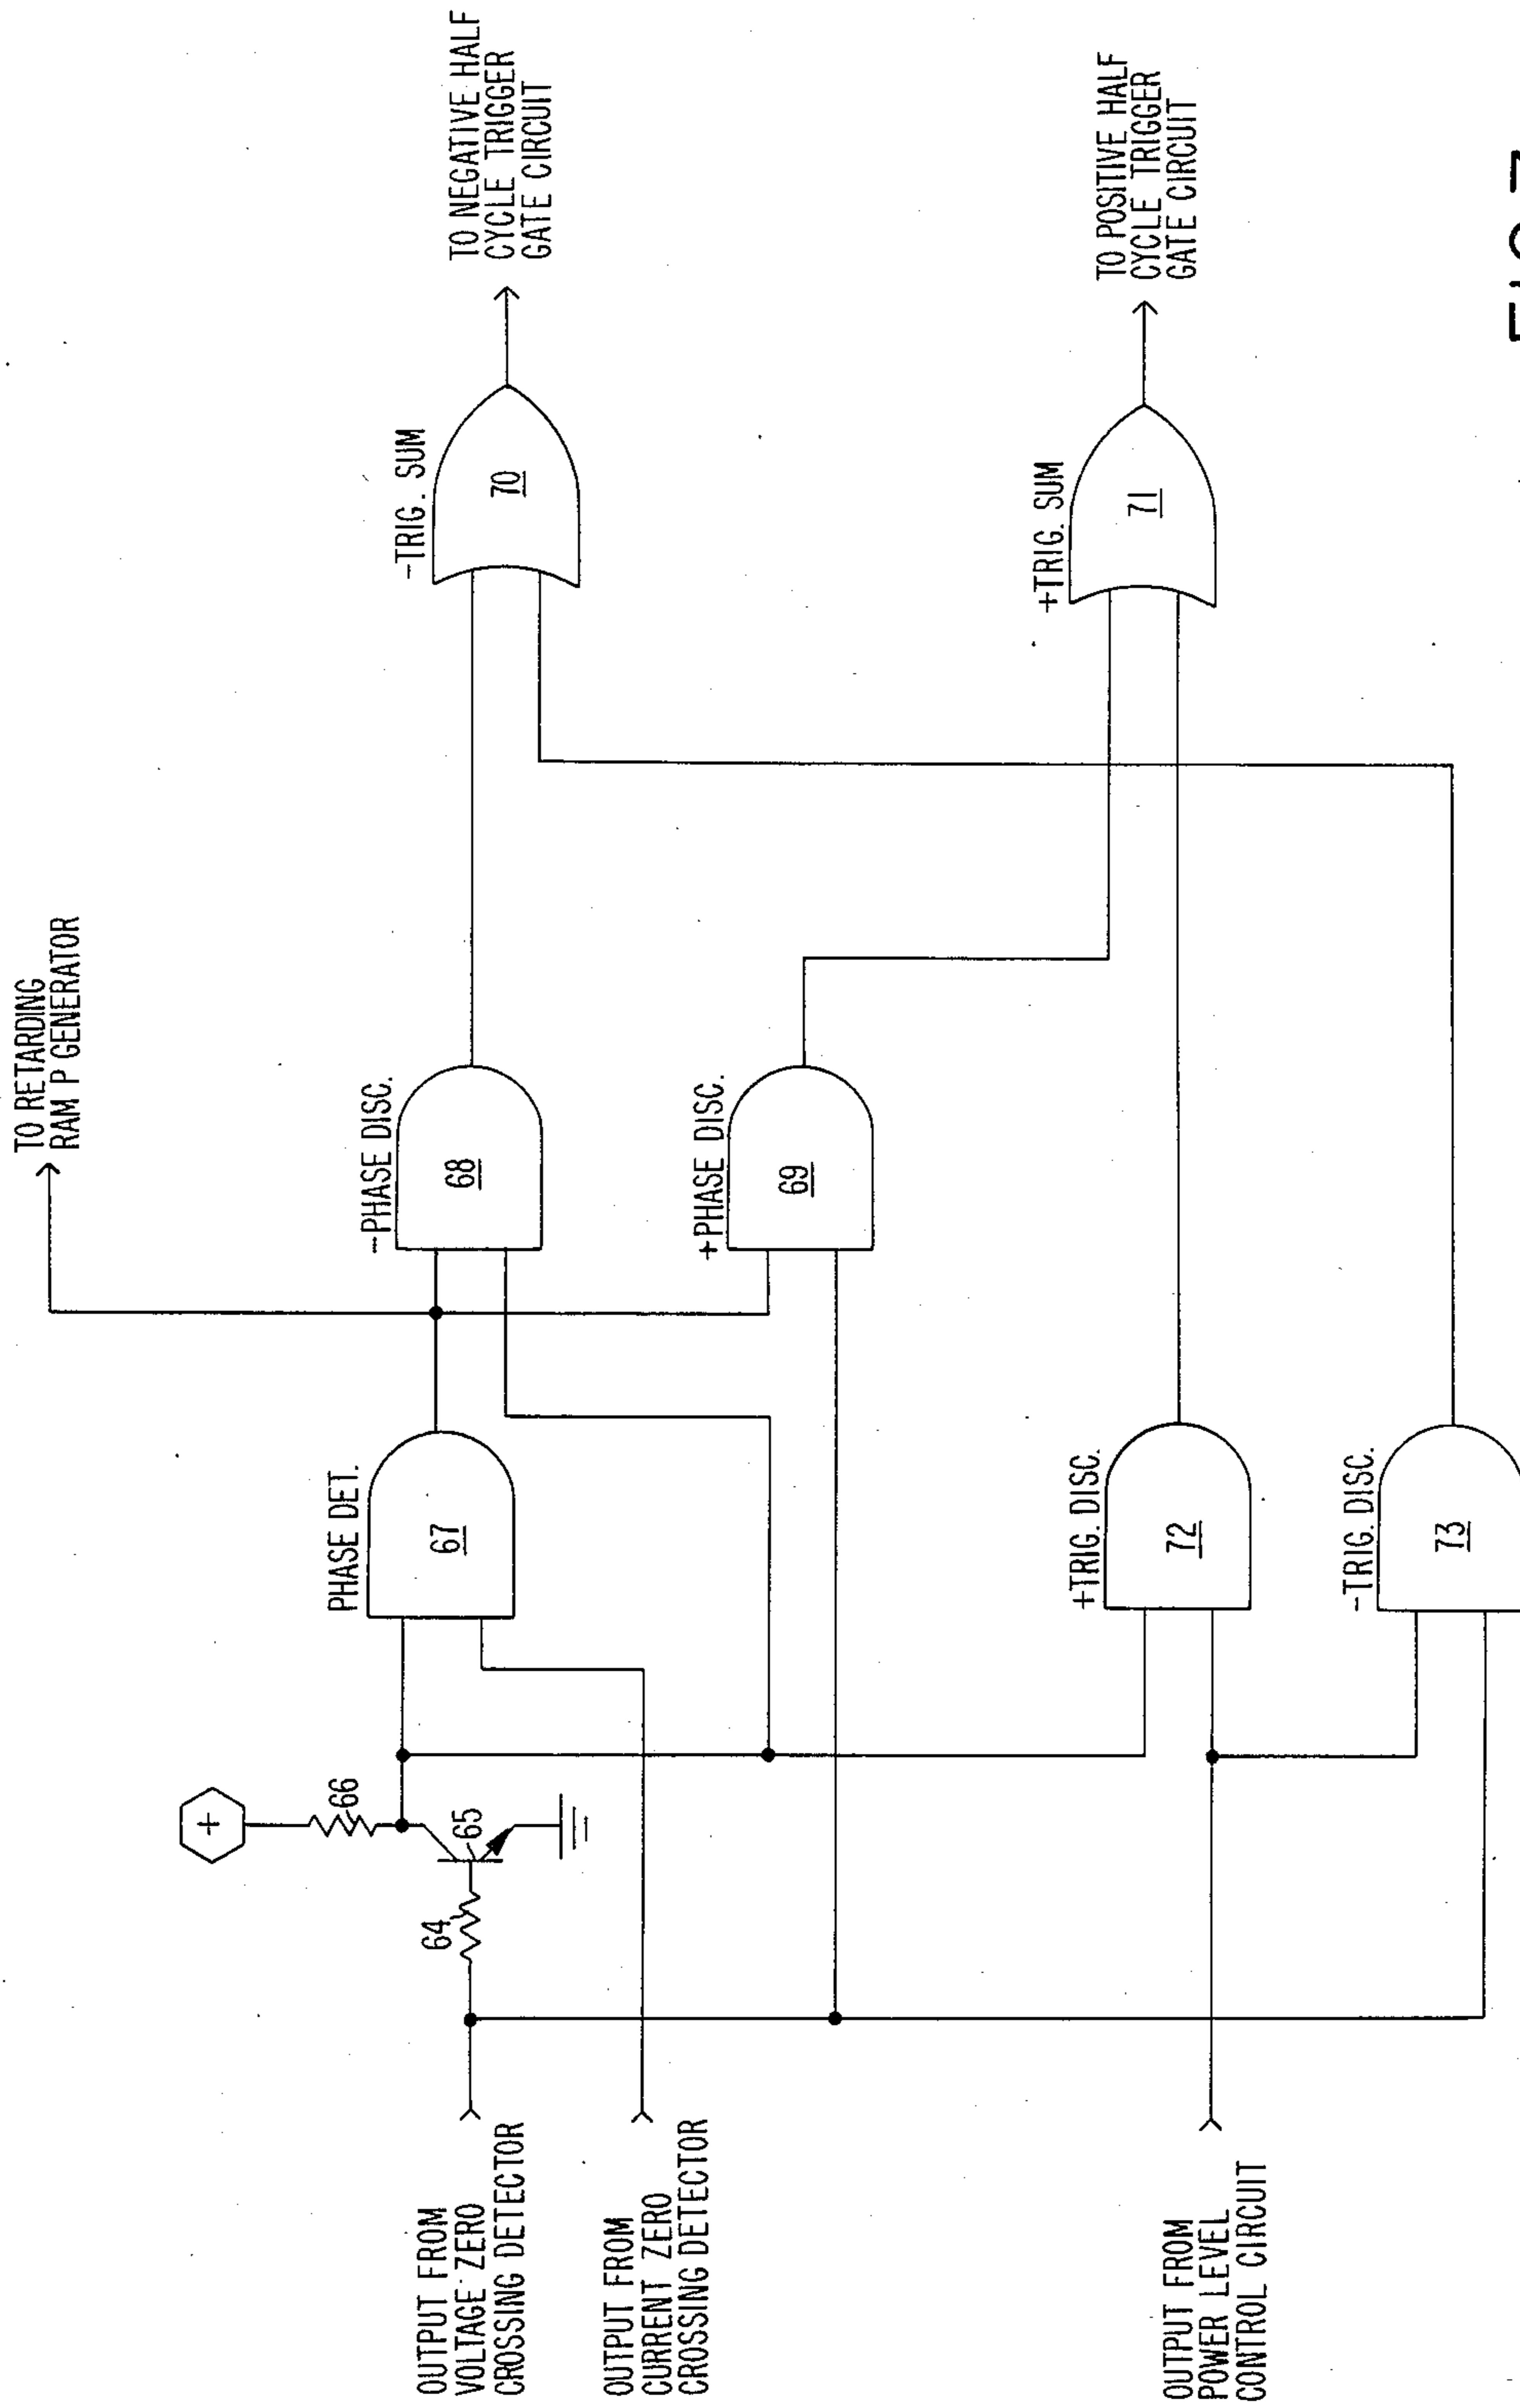 TO RETARDING
RAM P GENERATOR
TO NEGATIVE HALF
CYCLE TRIGGER
GATE CIRCUIT
-TRIG. SUM
70
-PHASE DISC.
68
PHASE DET.
67
+
66
65
64
OUTPUT FROM
VOLTAGE ZERO
CROSSING DETECTOR
OUTPUT FROM
CURRENT ZERO
CROSSING DETECTOR
+PHASE DISC.
69
TO POSITIVE HALF
CYCLE TRIGGER
GATE CIRCUIT
+TRIG. SUM
71
+TRIG. DISC.
72
OUTPUT FROM
POWER LEVEL
CONTROL CIRCUIT
-TRIG. DISC.
73